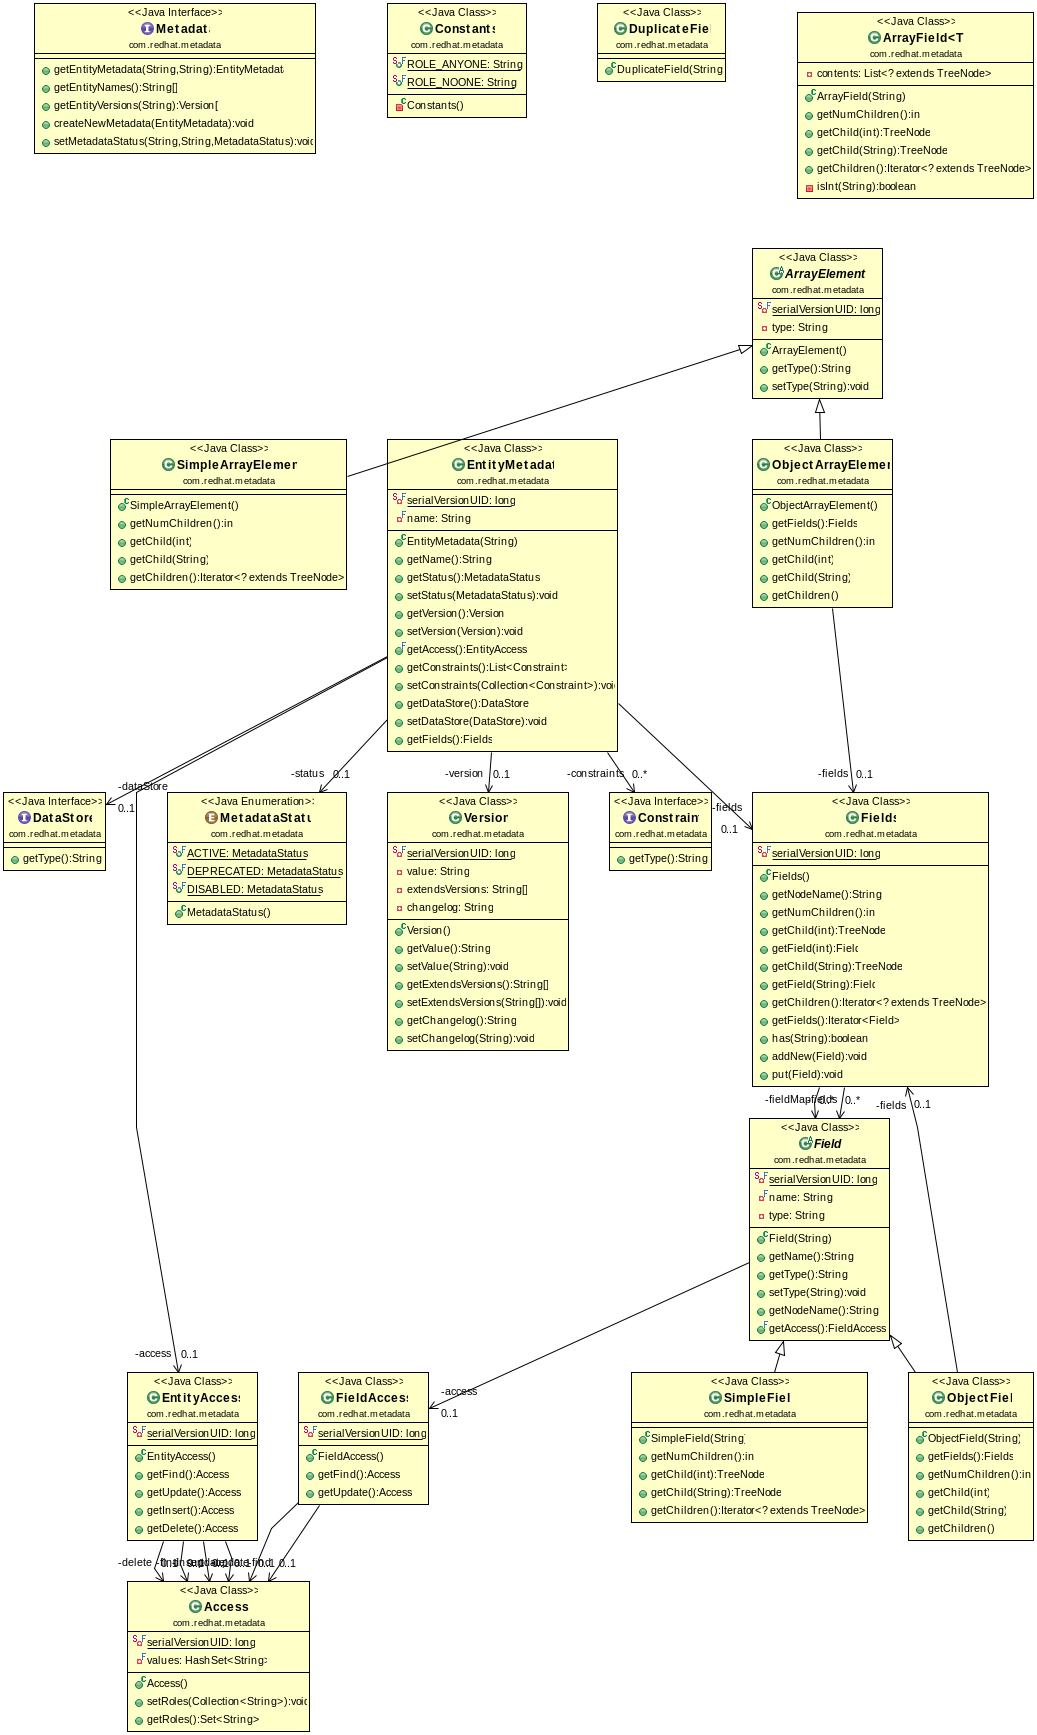 <<Java Interface>>
Metadat
com.redhat.metadata
getEntityMetadata(String,String):EntityMetadat
getEntityNames():String[]
getEntityVersions(String):Version[
createNewMetadata(EntityMetadata):void
setMetadataStatus(String,String,MetadataStatus):voic
<<Java Class>>
Constants
com.redhat.metadata
ROLE_ANYONE: String
ROLE_NOONE: String
Constants()
<<Java Class>>
DuplicateFie
com.redhat.metadata
DuplicateField(String
<<Java Class>>
ArrayField<T
com.redhat.metadata
contents: List<? extends TreeNode>
ArrayField(String)
getNumChildren():in
getChild(int):TreeNode
getChild(String):TreeNode
getChildren():Iterator<? extends TreeNode>
isInt(String):boolean
<<Java Class>>
ArrayElement
com.redhat.metadata
serialVersionUID: long
type: String
ArrayElement()
getType():String
setType(String):void
<<Java Class>>
SimpleArrayElemer
com.redhat.metadata
SimpleArrayElement()
getNumChildren():in
getChild(int)
getChild(String)
getChildren():Iterator<? extends TreeNode>
<<Java Class>>
EntityMetadat
com.redhat.metadata
serialVersionUID: long
name: String
EntityMetadata(String)
getName():String
getStatus():MetadataStatus
setStatus(MetadataStatus):void
getVersion():Version
setVersion(Version):void
getAccess():EntityAccess
getConstraints():List<Constraint>
setConstraints(Collection<Constraint>):voi
getDataStore():DataStore
setDataStore(DataStore):void
getFields():Fields
<<Java Class>>
ObjectArrayElemer
com.redhat.metadata
ObjectArrayElement()
getFields():Fields
getNumChildren():in
getChild(int)
getChild(String)
getChildren()
-dataStore
0..1
-status 0..1
-version 0..1
-constraints 0..*
-fields
0..1
-fields 0..1
<<Java Interface>>
DataStore
com.redhat.metadata
getType():String
<<Java Enumeration>>
MetadataStatu
com.redhat.metadata
ACTIVE: MetadataStatus
DEPRECATED: MetadataStatus
DISABLED: MetadataStatus
MetadataStatus()
<<Java Class>>
Version
com.redhat.metadata
serialVersionUID: long
value: String
extendsVersions: String[]
changelog: String
Version()
getValue():String
setValue(String):void
getExtendsVersions():String[]
setExtendsVersions(String[]):void
getChangelog():String
setChangelog(String):void
<<Java Interface>>
Constraint
com.redhat.metadata
getType():String
<<Java Class>>
Fields
com.redhat.metadata
serialVersionUID: long
Fields()
getNodeName():String
getNumChildren():in
getChild(int):TreeNode
getField(int):Field
getChild(String):TreeNode
getField(String):Field
getChildren():Iterator<? extends TreeNode>
getFields():Iterator<Field>
has(String):boolean
addNew(Field):void
put(Field):void
-fieldMap
-fields
0..*
0..*
-fields 0..1
<<Java Class>>
Field
com.redhat.metadata
serialVersionUID: long
name: String
type: String
Field(String)
getName():String
getType():String
setType(String):void
getNodeName():String
getAccess():FieldAccess
-access 0..1
-access
0..1
<<Java Class>>
EntityAccess
com.redhat.metadata
serialVersionUID: long
EntityAccess()
getFind():Access
getUpdate():Access
getInsert():Access
getDelete():Access
<<Java Class>>
FieldAccess
com.redhat.metadata
serialVersionUID: long
FieldAccess()
getFind():Access
getUpdate():Access
<<Java Class>>
SimpleFiel
com.redhat.metadata
SimpleField(String)
getNumChildren():in
getChild(int):TreeNode
getChild(String):TreeNode
getChildren():Iterator<? extends TreeNode>
<<Java Class>>
ObjectFiel
com.redhat.metadata
ObjectField(String)
getFields():Fields
getNumChildren():in
getChild(int)
getChild(String)
getChildren()
-delete
-find
0..1
<<Java Class>>
Access
com.redhat.metadata
serialVersionUID: long
values: HashSet<String>
Access()
setRoles(Collection<String>):voic
getRoles():Set<String>